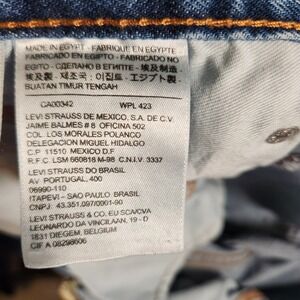 MADE IN EGYPT - FABRIQUE EN EGYPTE
FABRICADO EN EGIPTO - FABRICADO NO
EGITO - СДЕЛАНО В ЕГИПТЕ - 埃及制造
埃及製 - 제조국 : 이집트 - エジプト製 -
BUATAN TIMUR TENGAH
CA00342 WPL 423
LEVI STRAUSS DE MEXICO, S.A. DE C.V.
JAIME BALMES # 8 OFICINA 502
COL. LOS MORALES POLANCO
DELEGACION MIGUEL HIDALGO
C.P. 11510 MEXICO D.F.
R.F.C. LSM 660816 M-98 C.N.I.V. 3337
LEVI STRAUSS DO BRASIL
AV. PORTUGAL, 400
06990-110
ITAPEVI - SAO PAULO BRASIL
CNPJ: 43.351.097/0001-90
LEVI STRAUSS & CO. EU SCA/CVA
LEONARDO DA VINCILAAN, 19 - D
1831 DIEGEM, BELGIUM
CIF A 08298606